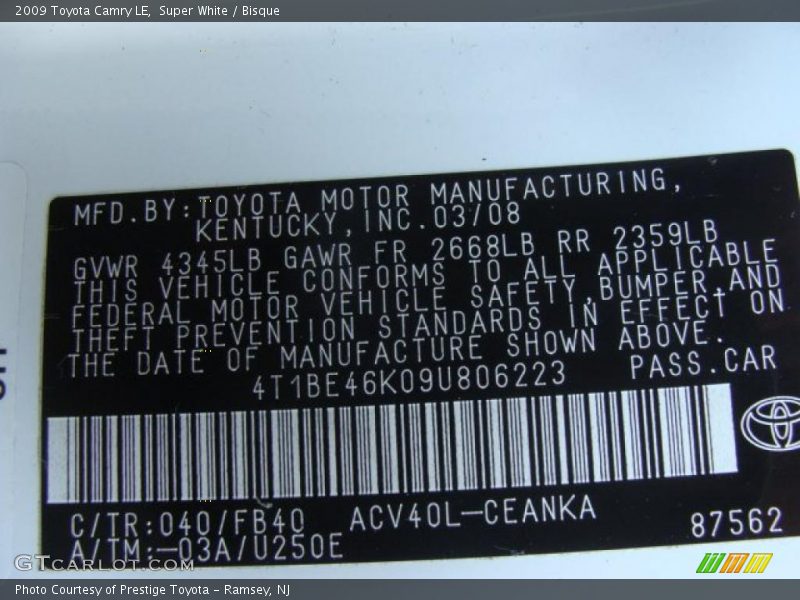 2009 Toyota Camry LE,  Super White / Bisque
MFD.BY:TOYOTA MOTOR MANUFACTURING,
KENTUCKY,INC.03/08
GVWR 4345LB GAWR FR 2668LB RR 2359LB
THIS VEHICLE CONFORMS TO ALL APPLICABLE
FEDERAL MOTOR VEHICLE SAFETY,BUMPER,AND
THEFT PREVENTION STANDARDS IN EFFECT ON
THE DATE OF MANUFACTURE SHOWN ABOVE.
4T1BE46K09U806223 PASS.CAR
C/TR:040/FB40 ACV40L-CEANKA
A/TM:-03A/U250E 87562
GTCARLOT.COM
Photo Courtesy of Prestige Toyota - Ramsey, NJ